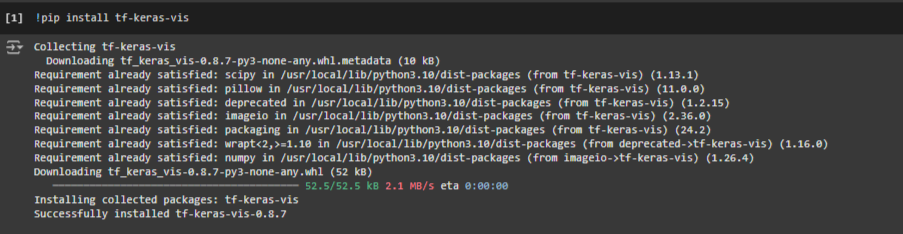 [1] !pip install tf-keras-vis
Collecting tf-keras-vis
Downloading tf_keras_vis-0.8.7-py3-none-any.whl.metadata (10 kB)
Requirement already satisfied: scipy in /usr/local/lib/python3.10/dist-packages (from tf-keras-vis) (1.13.1)
Requirement already satisfied: pillow in /usr/local/lib/python3.10/dist-packages (from tf-keras-vis) (11.0.0)
Requirement already satisfied: deprecated in /usr/local/lib/python3.10/dist-packages (from tf-keras-vis) (1.2.15)
Requirement already satisfied: imageio in /usr/local/lib/python3.10/dist-packages (from tf-keras-vis) (2.36.0)
Requirement already satisfied: packaging in /usr/local/lib/python3.10/dist-packages (from tf-keras-vis) (24.2)
Requirement already satisfied: wrapt<2,>=1.10 in /usr/local/lib/python3.10/dist-packages (from deprecated->tf-keras-vis) (1.16.0)
Requirement already satisfied: numpy in /usr/local/lib/python3.10/dist-packages (from imageio->tf-keras-vis) (1.26.4)
Downloading tf_keras_vis-0.8.7-py3-none-any.whl (52 kB)
52.5/52.5 kB 2.1 MB/s eta 0:00:00
Installing collected packages: tf-keras-vis
Successfully installed tf-keras-vis-0.8.7